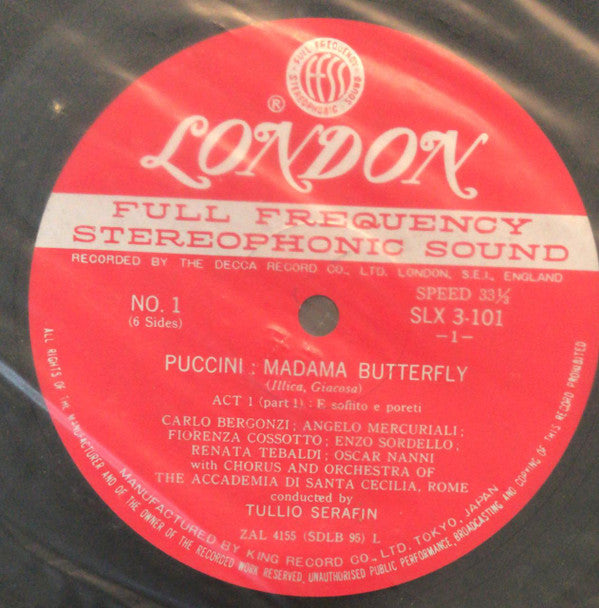 FULL FREQUENCY
ffss
STEREOPHONIC · SOUND
®
LONDON
FULL FREQUENCY
STEREOPHONIC SOUND
RECORDED BY THE DECCA RECORD CO., LTD. LONDON, S.E.I., ENGLAND
SPEED 33⅓
NO. 1
(6 Sides)
SLX 3-101
–1–
PUCCINI : MADAMA BUTTERFLY
(Illica, Giacosa)
ACT 1 (part 1) : E soffito e pareti
CARLO BERGONZI ; ANGELO MERCURIALI ;
FIORENZA COSSOTTO ; ENZO SORDELLO ;
RENATA TEBALDI ; OSCAR NANNI
with CHORUS AND ORCHESTRA OF
THE ACCADEMIA DI SANTA CECILIA, ROME
conducted by
TULLIO SERAFIN
ZAL 4155 (SDLB 95) L
MANUFACTURED BY KING RECORD CO., LTD. TOKYO, JAPAN
ALL RIGHTS OF THE MANUFACTURER AND OF THE OWNER OF THE RECORDED WORK RESERVED. UNAUTHORISED PUBLIC PERFORMANCE, BROADCASTING AND COPYING OF THIS RECORD PROHIBITED